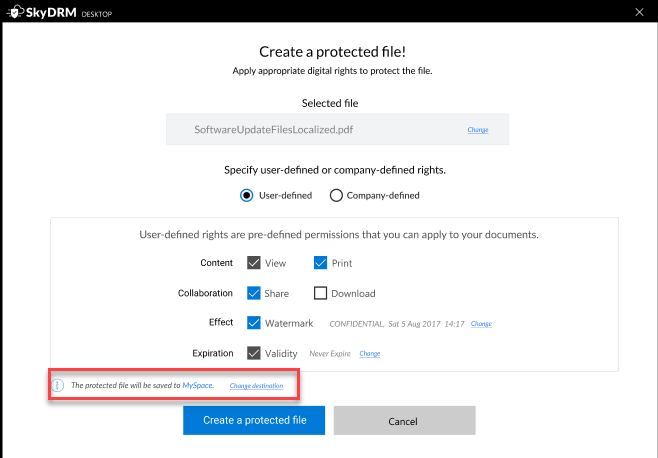 SkyDRM DESKTOP
Create a protected file!
Apply appropriate digital rights to protect the file.
Selected file
SoftwareUpdateFilesLocalized.pdf Change
Specify user-defined or company-defined rights.
User-defined Company-defined
User-defined rights are pre-defined permissions that you can apply to your documents.
Content View Print
Collaboration Share Download
Effect Watermark CONFIDENTIAL, Sat 5 Aug 2017 14:17 Change
Expiration Validity Never Expire Change
The protected file will be saved to MySpace. Change destination
Create a protected file Cancel